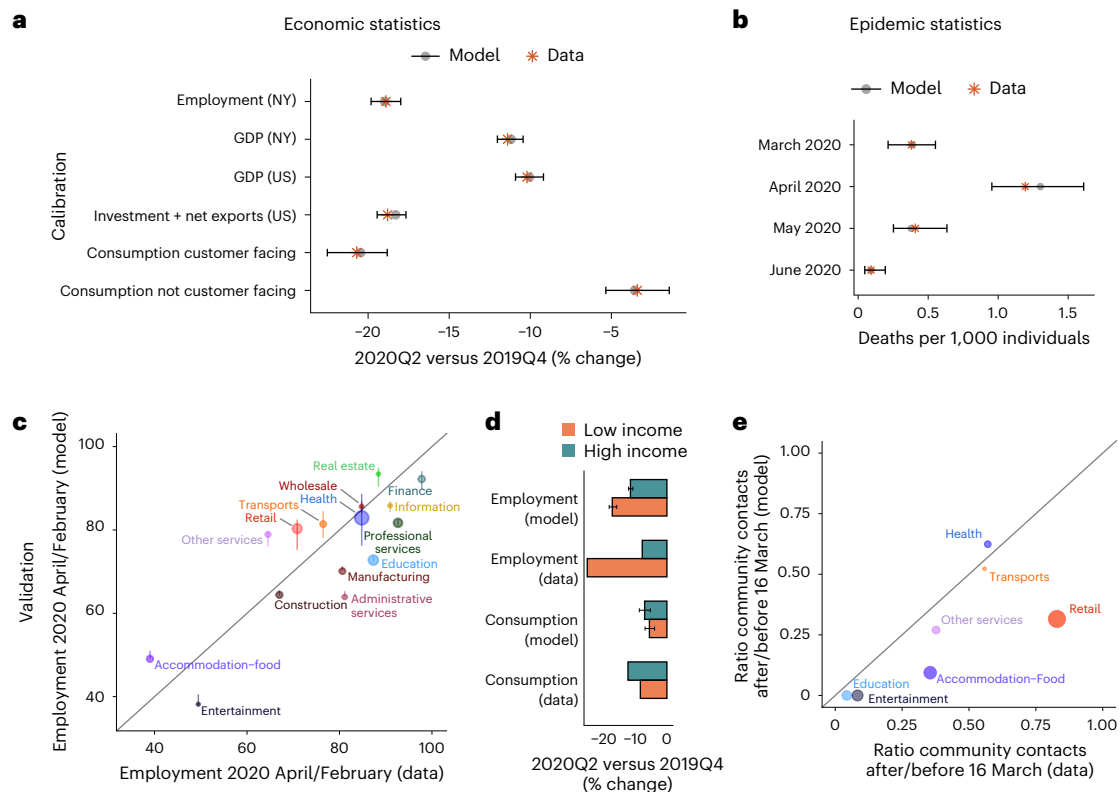 a
Economic statistics
Model
Data
Calibration
Employment (NY)
GDP (NY)
GDP (US)
Investment + net exports (US)
Consumption customer facing
Consumption not customer facing
−20
−15
−10
−5
2020Q2 versus 2019Q4 (% change)
b
Epidemic statistics
Model
Data
March 2020
April 2020
May 2020
June 2020
0
0.5
1.0
1.5
Deaths per 1,000 individuals
c
Validation
Employment 2020 April/February (model)
100
80
60
40
Real estate
Wholesale
Finance
Health
Transports
Information
Retail
Other services
Professional
services
Education
Manufacturing
Construction
Administrative
services
Accommodation–food
Entertainment
40
60
80
100
Employment 2020 April/February (data)
d
Low income
High income
Employment
(model)
Employment
(data)
Consumption
(model)
Consumption
(data)
−20
−10
0
2020Q2 versus 2019Q4
(% change)
e
Ratio community contacts
after/before 16 March (model)
1.00
0.75
0.50
0.25
0
Health
Transports
Retail
Other services
Accommodation–Food
Education
Entertainment
0
0.25
0.50
0.75
1.00
Ratio community contacts
after/before 16 March (data)